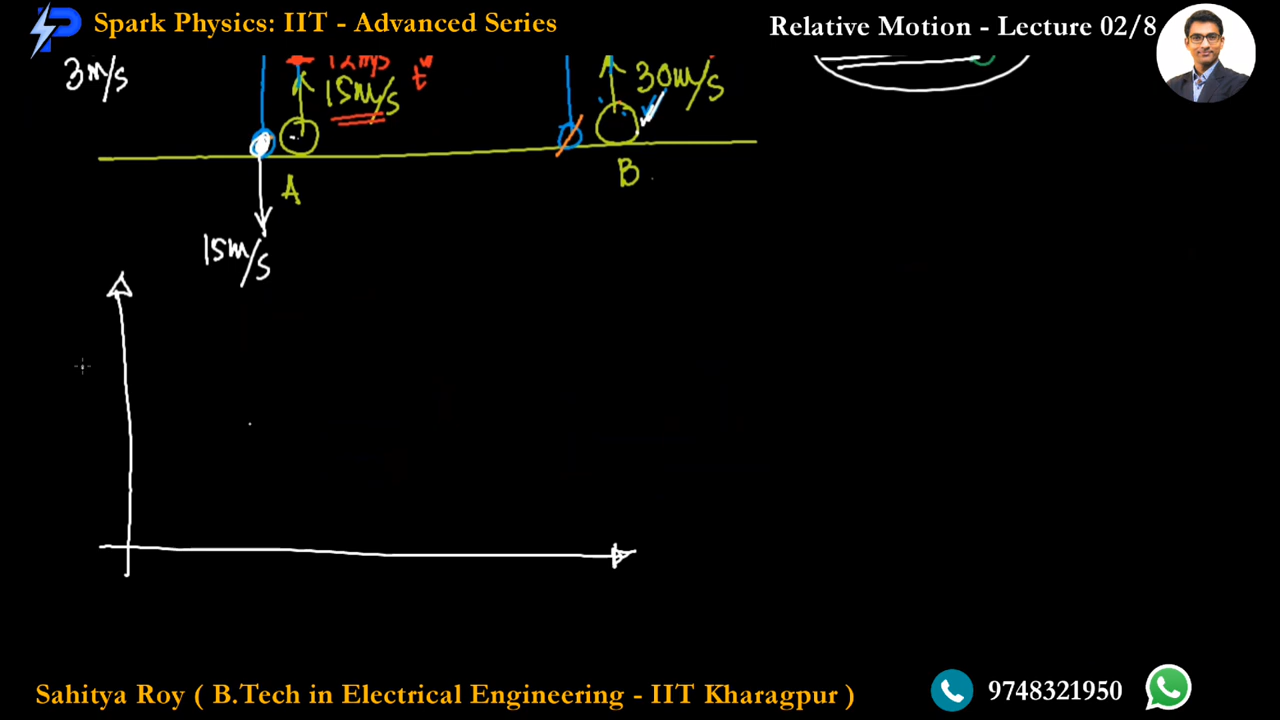 Spark Physics: IIT - Advanced Series
Relative Motion - Lecture 02/8
3m/s
12m/s
15m/s
t
30m/s
A
B
15m/s
Sahitya Roy ( B.Tech in Electrical Engineering - IIT Kharagpur )
9748321950